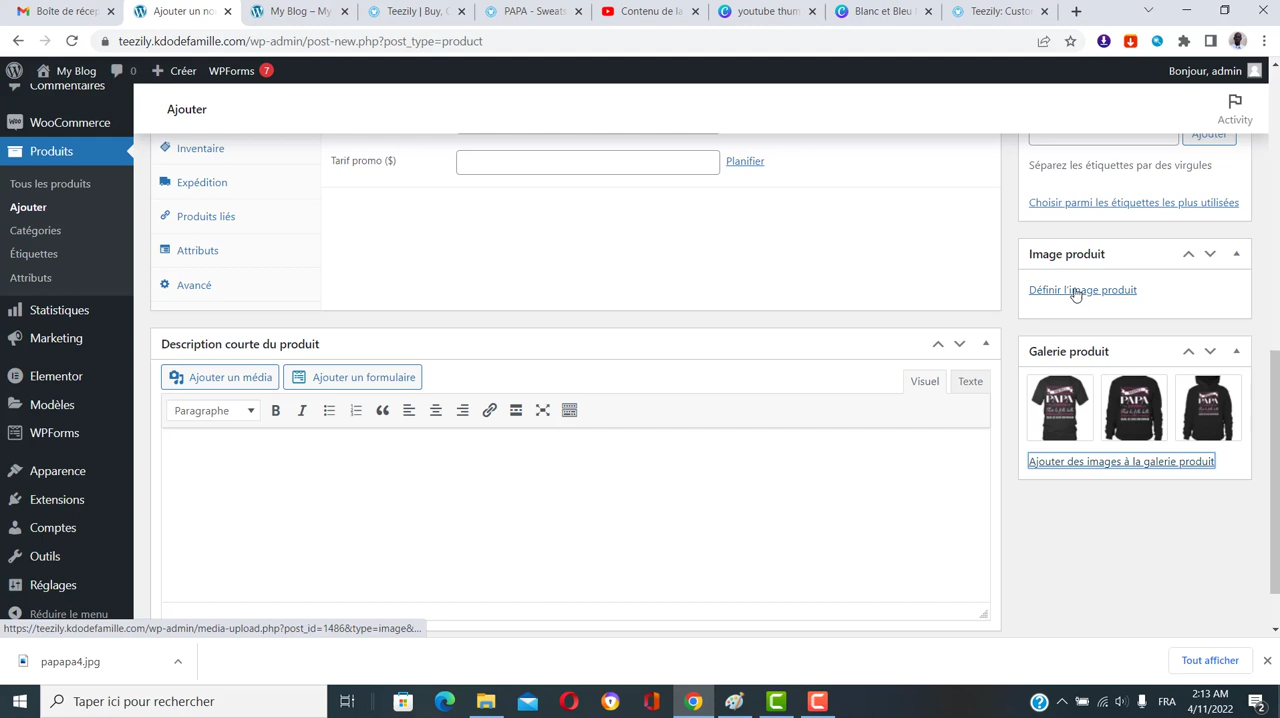 Boîte de récep
Ajouter un no
My Blog – My
Teezily | Buy, C
PAPA - Sweats
Contenu de la
youtube thum
Blanc et Bleu
Teezily: Custo
teezily.kdodefamille.com/wp-admin/post-new.php?post_type=product
My Blog
0
Créer
WPForms
7
Bonjour, admin
Commentaires
WooCommerce
Produits
Tous les produits
Ajouter
Catégories
Étiquettes
Attributs
Statistiques
Marketing
Elementor
Modèles
WPForms
Apparence
Extensions
Comptes
Outils
Réglages
Réduire le menu
Ajouter
Activity
Inventaire
Expédition
Produits liés
Attributs
Avancé
Tarif promo ($)
Planifier
Description courte du produit
Ajouter un média
Ajouter un formulaire
Visuel
Texte
Paragraphe
B
I
Ajouter
Séparez les étiquettes par des virgules
Choisir parmi les étiquettes les plus utilisées
Image produit
Définir l'image produit
Galerie produit
PAPA
PAPA
PAPA
Ajouter des images à la galerie produit
https://teezily.kdodefamille.com/wp-admin/media-upload.php?post_id=1486&type=image&...
papapa4.jpg
Tout afficher
Taper ici pour rechercher
FRA
2:13 AM
4/11/2022
2